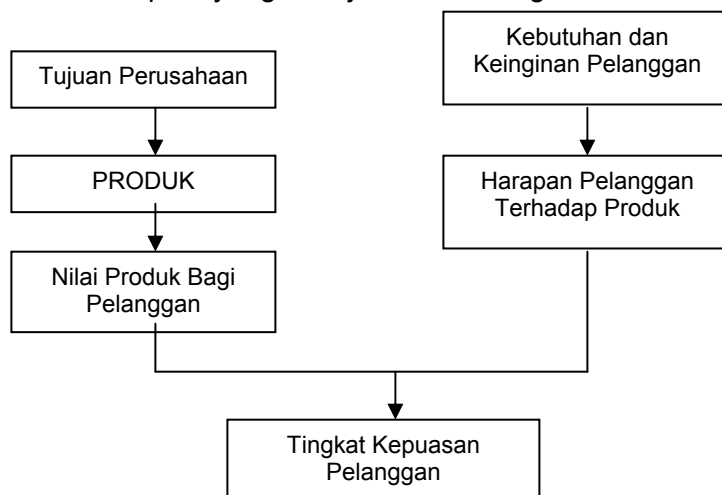 Tujuan Perusahaan
Kebutuhan dan
Keinginan Pelanggan
PRODUK
Harapan Pelanggan
Terhadap Produk
Nilai Produk Bagi
Pelanggan
Tingkat Kepuasan
Pelanggan